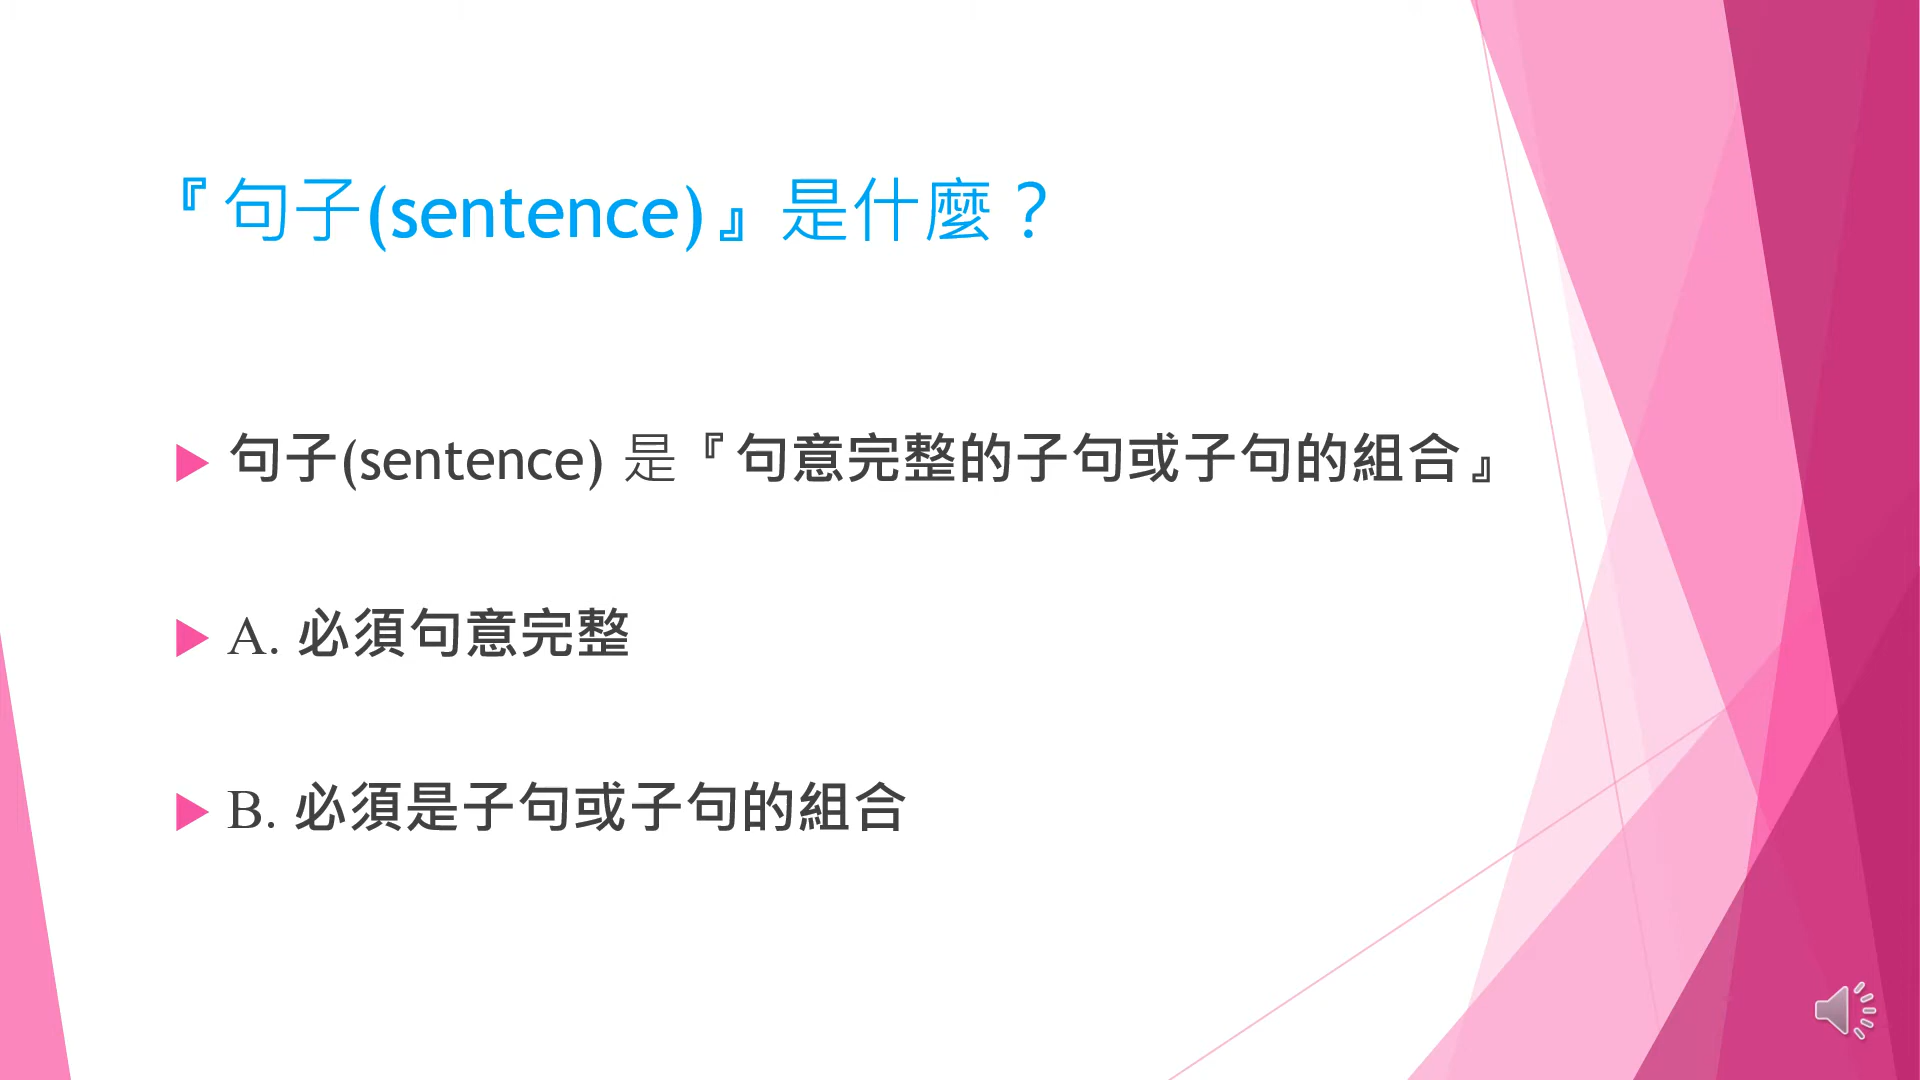 『句子(sentence)』是什麼？
句子(sentence) 是『句意完整的子句或子句的組合』
A. 必須句意完整
B. 必須是子句或子句的組合